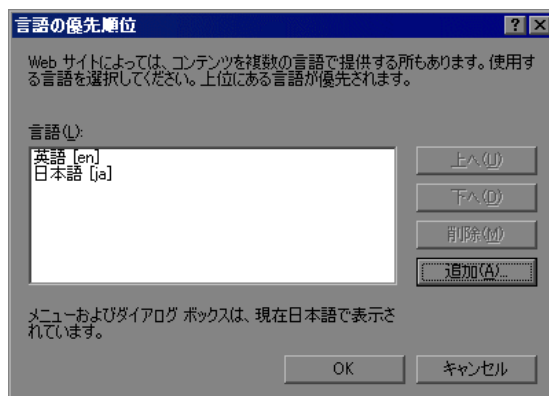 言語の優先順位
Web サイトによっては、コンテンツを複数の言語で提供する所もあります。使用す
る言語を選択してください。上位にある言語が優先されます。
言語(L):
英語 [en]
日本語 [ja]
上へ(U)
下へ(D)
削除(M)
追加(A)...
メニューおよびダイアログ ボックスは、現在日本語で表示さ
れています。
OK
キャンセル